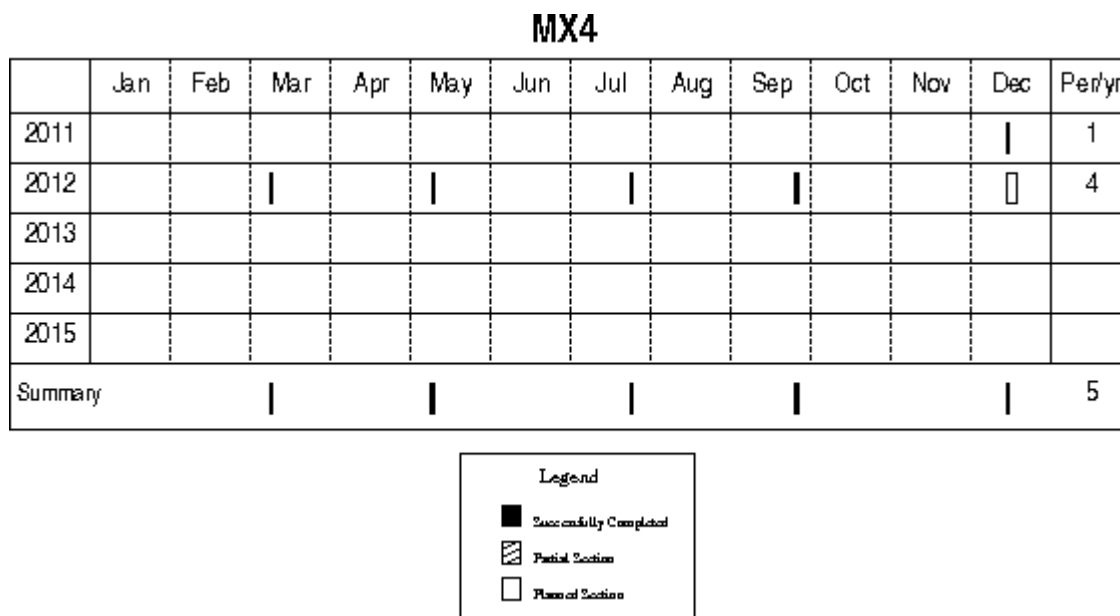 MX4
Jan Feb Mar Apr May Jun Jul Aug Sep Oct Nov Dec Per/yr
2011 1
2012 4
2013
2014
2015
Summary 5
Legend
Successfully Completed
Partial Section
Planned Section